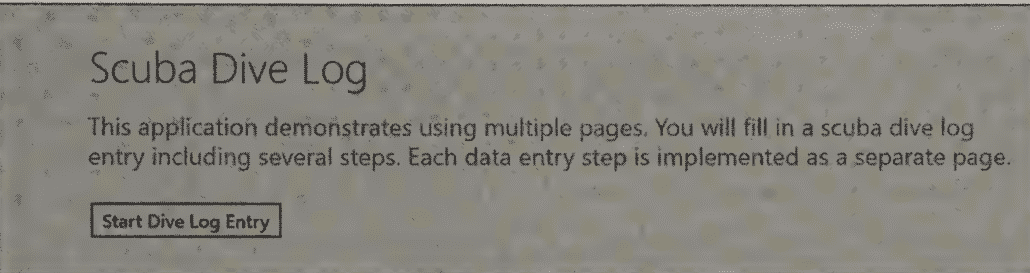 Scuba Dive Log
This application demonstrates using multiple pages. You will fill in a scuba dive log
entry including several steps. Each data entry step is implemented as a separate page.
Start Dive Log Entry